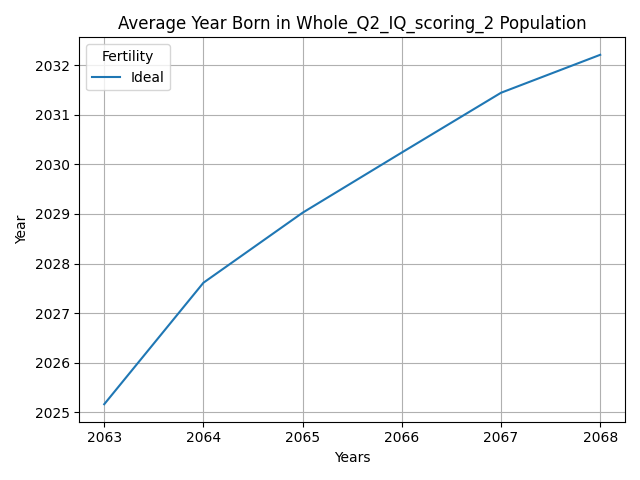 Average Year Born in Whole_Q2_IQ_scoring_2 Population
Fertility
Ideal
2032
2031
2030
2029
2028
2027
2026
2025
Year
2063 2064 2065 2066 2067 2068
Years